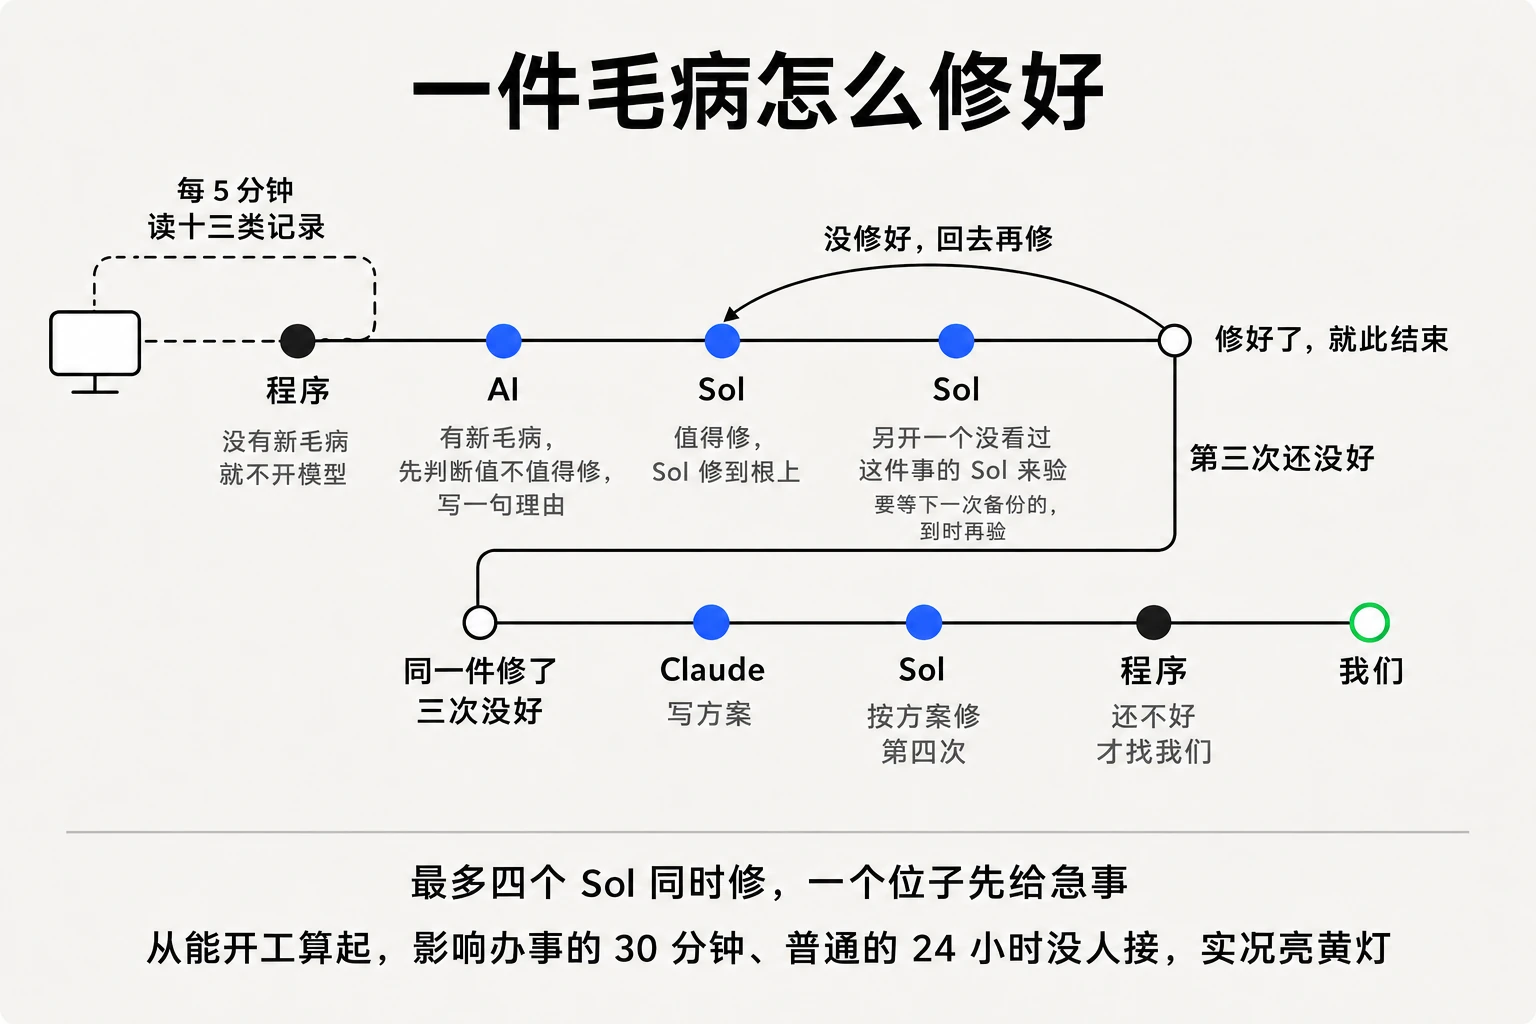 一件毛病怎么修好
每 5 分钟
读十三类记录
没修好，回去再修
修好了，就此结束
程序
没有新毛病
就不开模型
AI
有新毛病，
先判断值不值得修，
写一句理由
Sol
值得修，
Sol 修到根上
Sol
另开一个没看过
这件事的 Sol 来验
要等下一次备份的，
到时再验
第三次还没好
同一件修了
三次没好
Claude
写方案
Sol
按方案修
第四次
程序
还不好
才找我们
我们
最多四个 Sol 同时修，一个位子先给急事
从能开工算起，影响办事的 30 分钟、普通的 24 小时没人接，实况亮黄灯